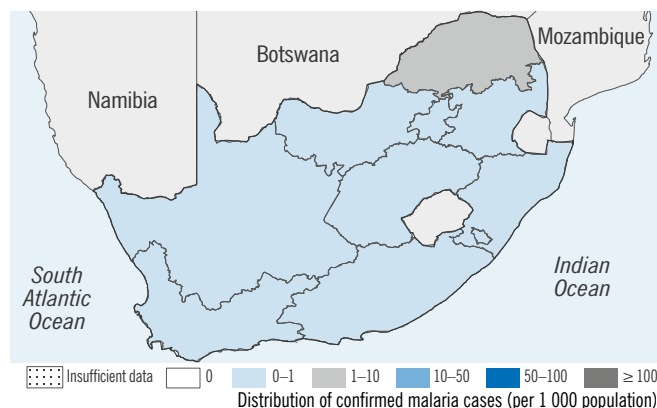 Mozambique
Botswana
Namibia
South
Atlantic
Ocean
Indian
Ocean
Insufficient data 0 0–1 1–10 10–50 50–100 ≥ 100
Distribution of confirmed malaria cases (per 1 000 population)